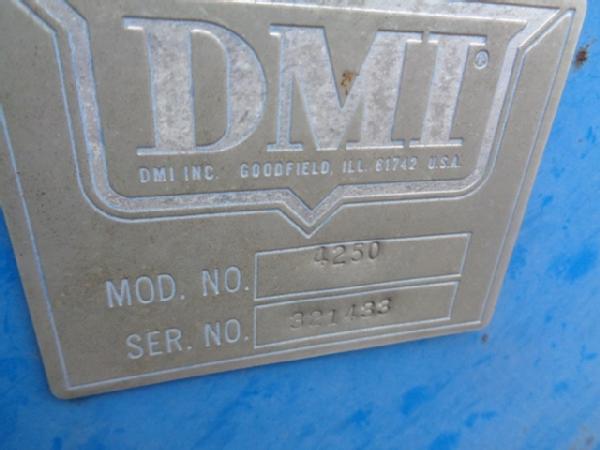 DMI®
DMI INC. GOODFIELD, ILL. 61742 U.S.A.
MOD. NO. 4250
SER. NO. 321433